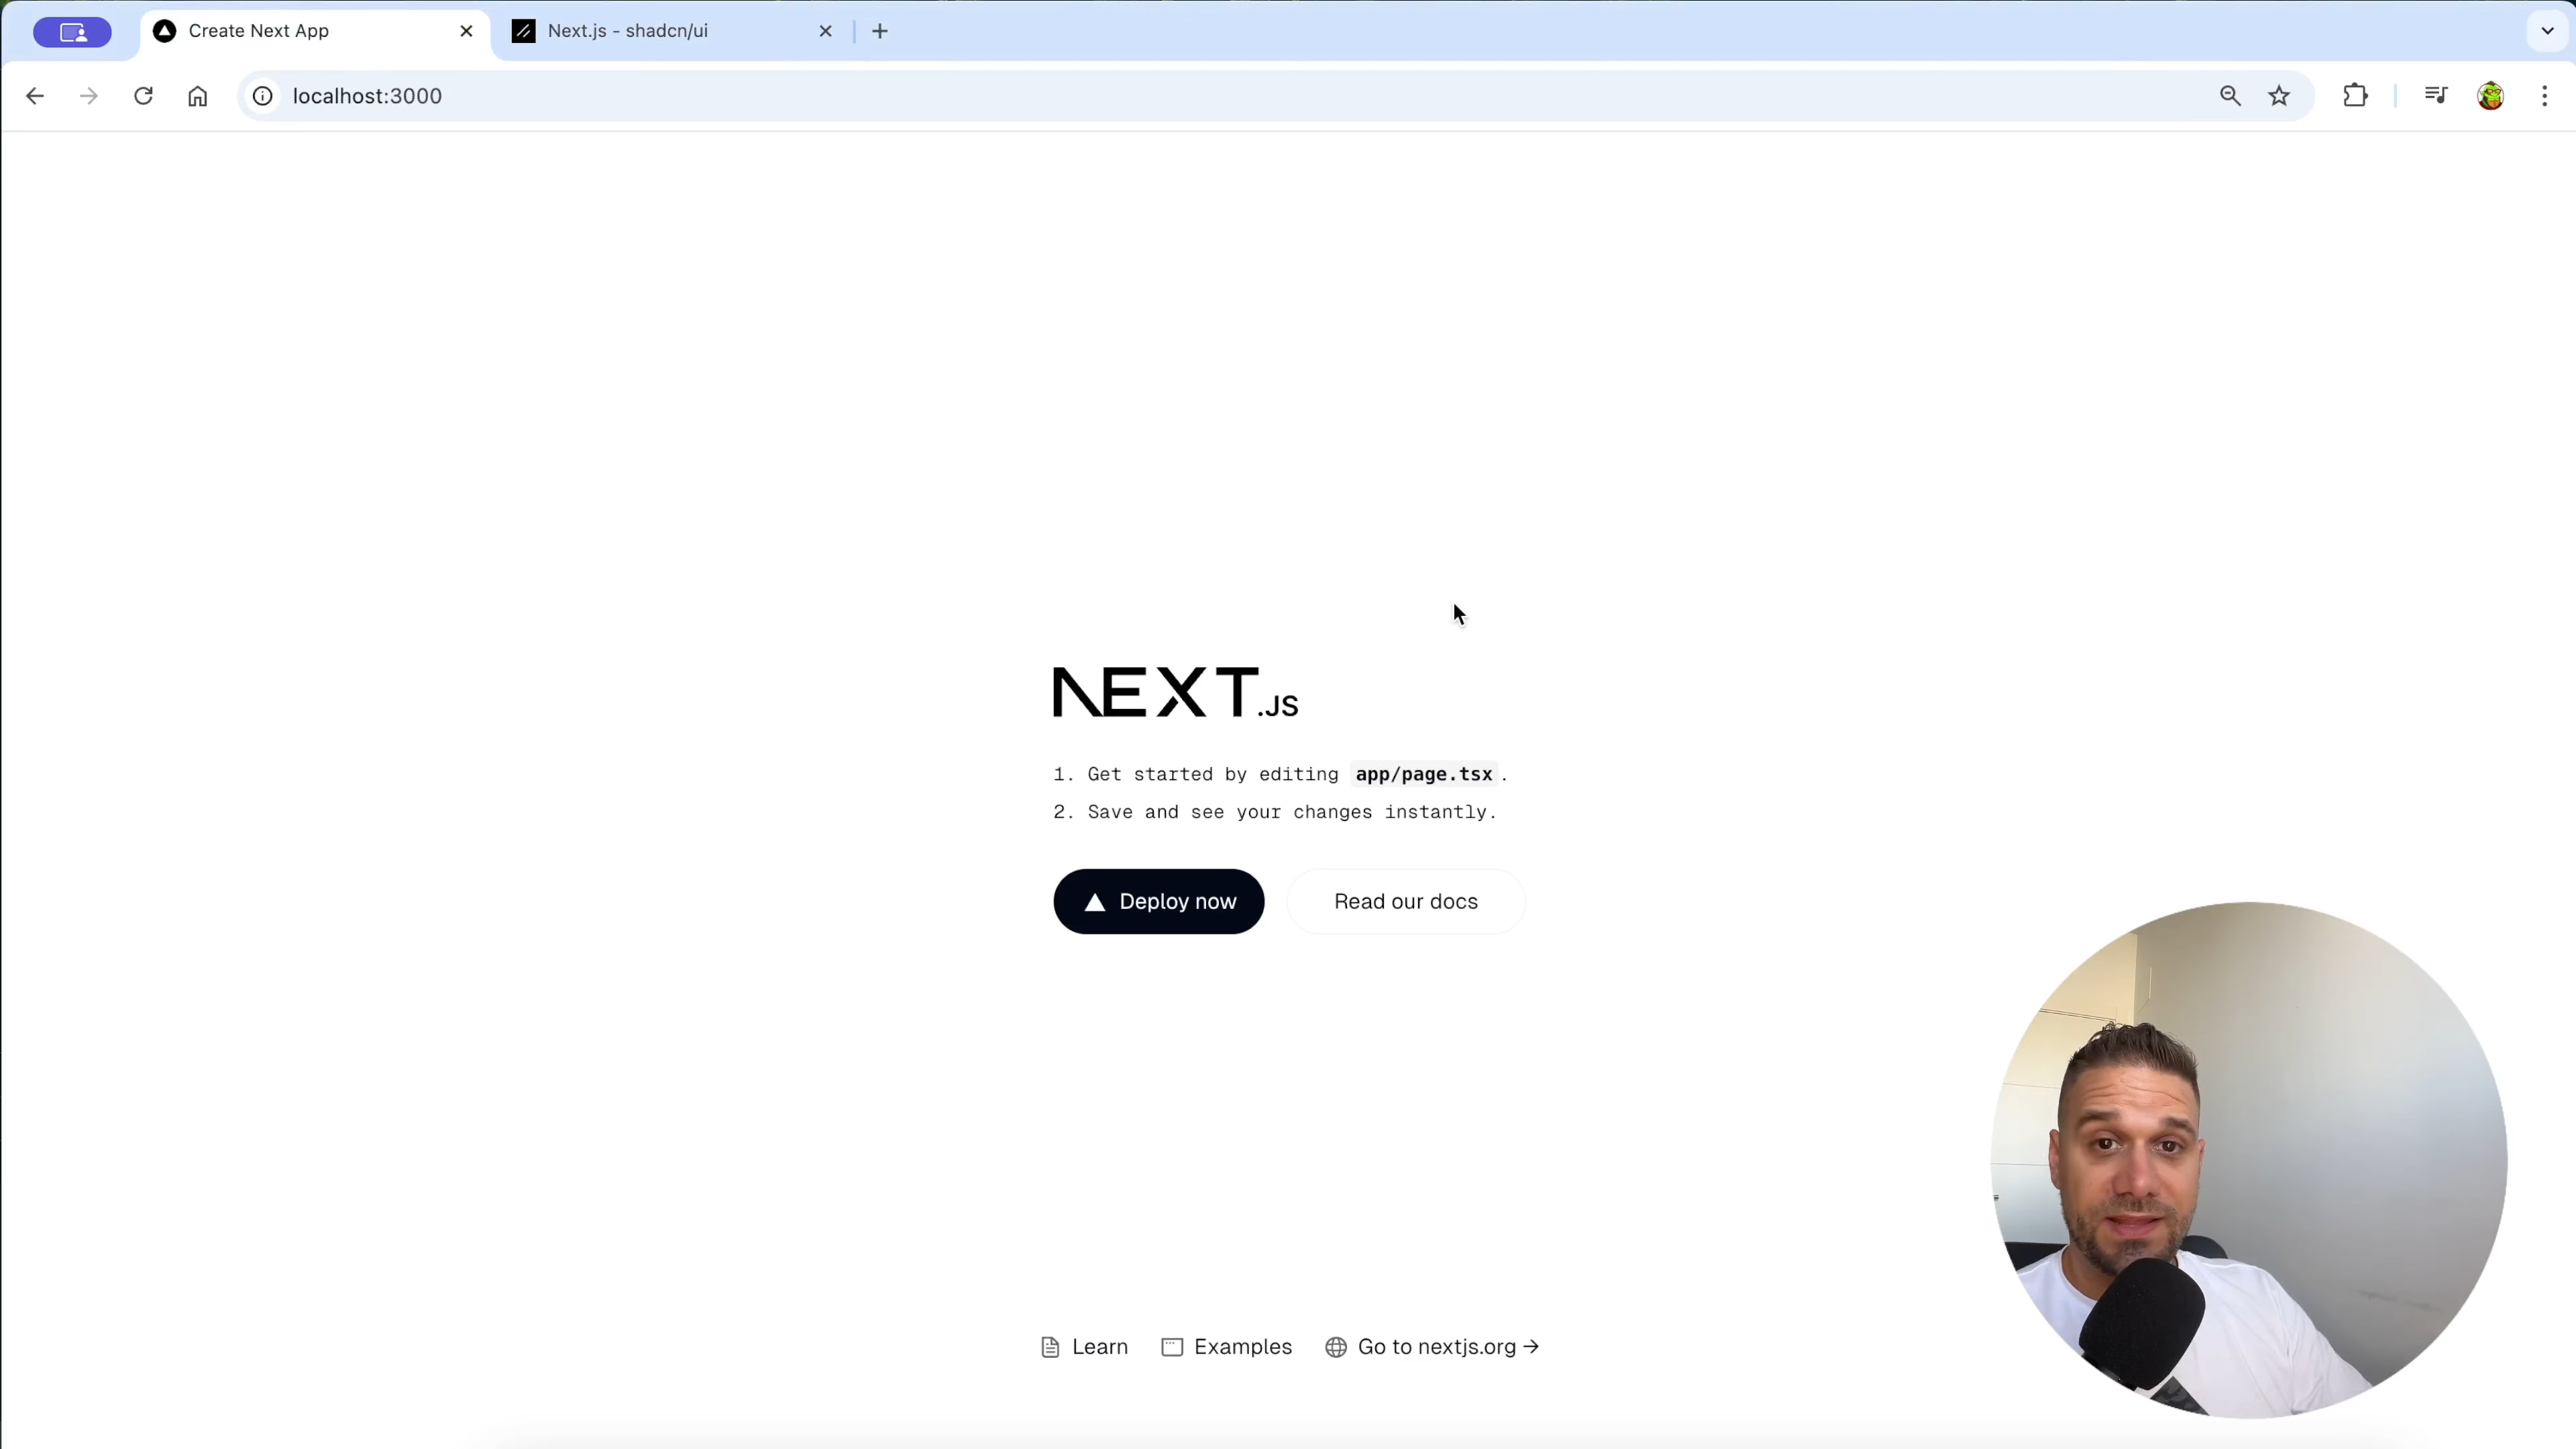 Create Next App
Next.js - shadcn/ui
localhost:3000
NEXT.JS
1. Get started by editing app/page.tsx.
2. Save and see your changes instantly.
Deploy now
Read our docs
Learn
Examples
Go to nextjs.org →